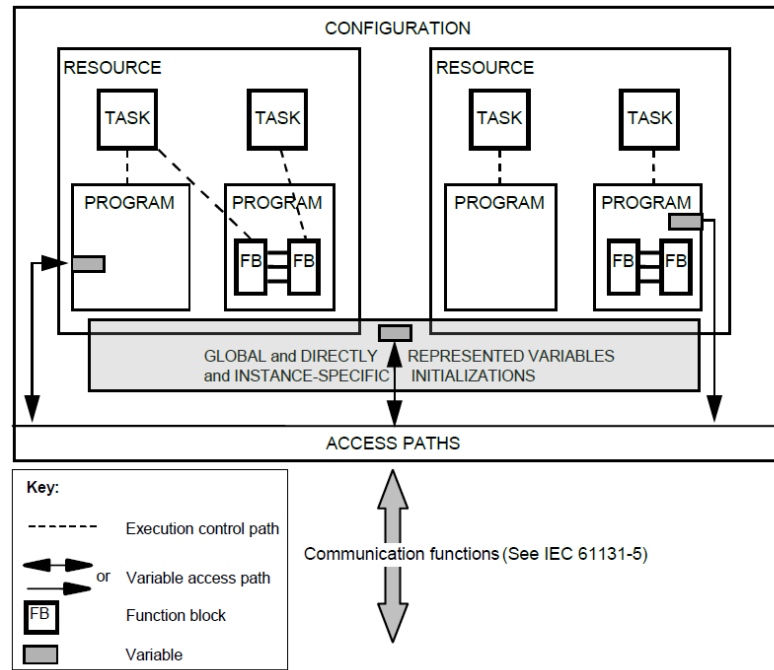 CONFIGURATION
RESOURCE
RESOURCE
TASK
TASK
TASK
TASK
PROGRAM
PROGRAM
PROGRAM
PROGRAM
FB
FB
FB
FB
GLOBAL and DIRECTLY REPRESENTED VARIABLES
and INSTANCE-SPECIFIC INITIALIZATIONS
ACCESS PATHS
Key:
Execution control path
or Variable access path
FB Function block
Variable
Communication functions (See IEC 61131-5)